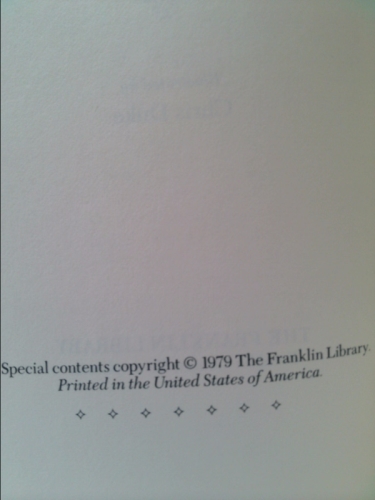 Special contents copyright © 1979 The Franklin Library.
Printed in the United States of America.